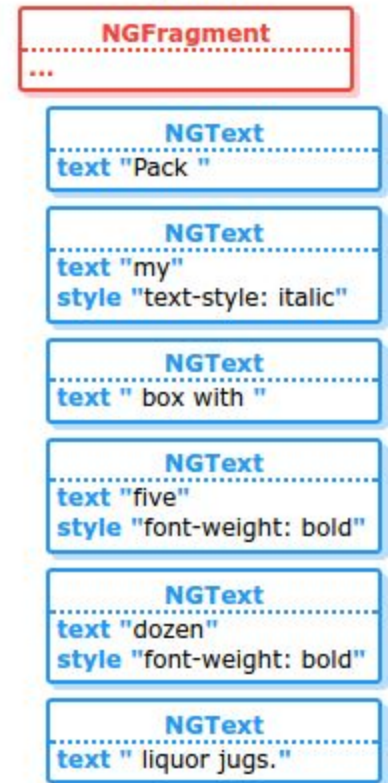 NGFragment
...
NGText
text "Pack "
NGText
text "my"
style "text-style: italic"
NGText
text " box with "
NGText
text "five"
style "font-weight: bold"
NGText
text "dozen"
style "font-weight: bold"
NGText
text " liquor jugs."